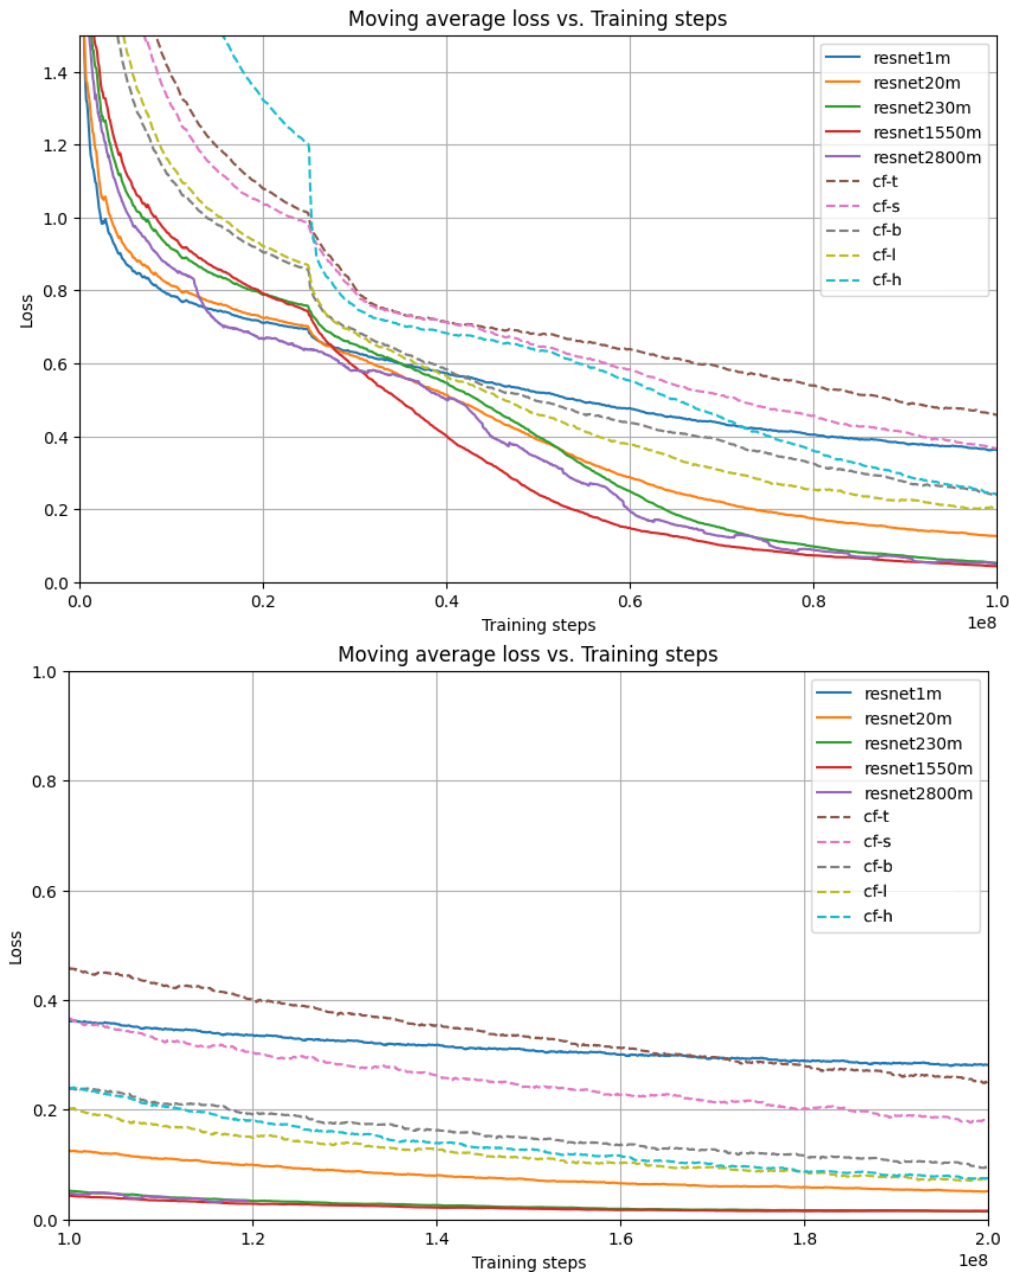 Moving average loss vs. Training steps
1.4
1.2
1.0
0.8
0.6
0.4
0.2
0.0
Loss
resnet1m
resnet20m
resnet230m
resnet1550m
resnet2800m
cf-t
cf-s
cf-b
cf-l
cf-h
0.0 0.2 0.4 0.6 0.8 1.0
1e8
Training steps
Moving average loss vs. Training steps
1.0
0.8
0.6
0.4
0.2
0.0
Loss
resnet1m
resnet20m
resnet230m
resnet1550m
resnet2800m
cf-t
cf-s
cf-b
cf-l
cf-h
1.0 1.2 1.4 1.6 1.8 2.0
1e8
Training steps